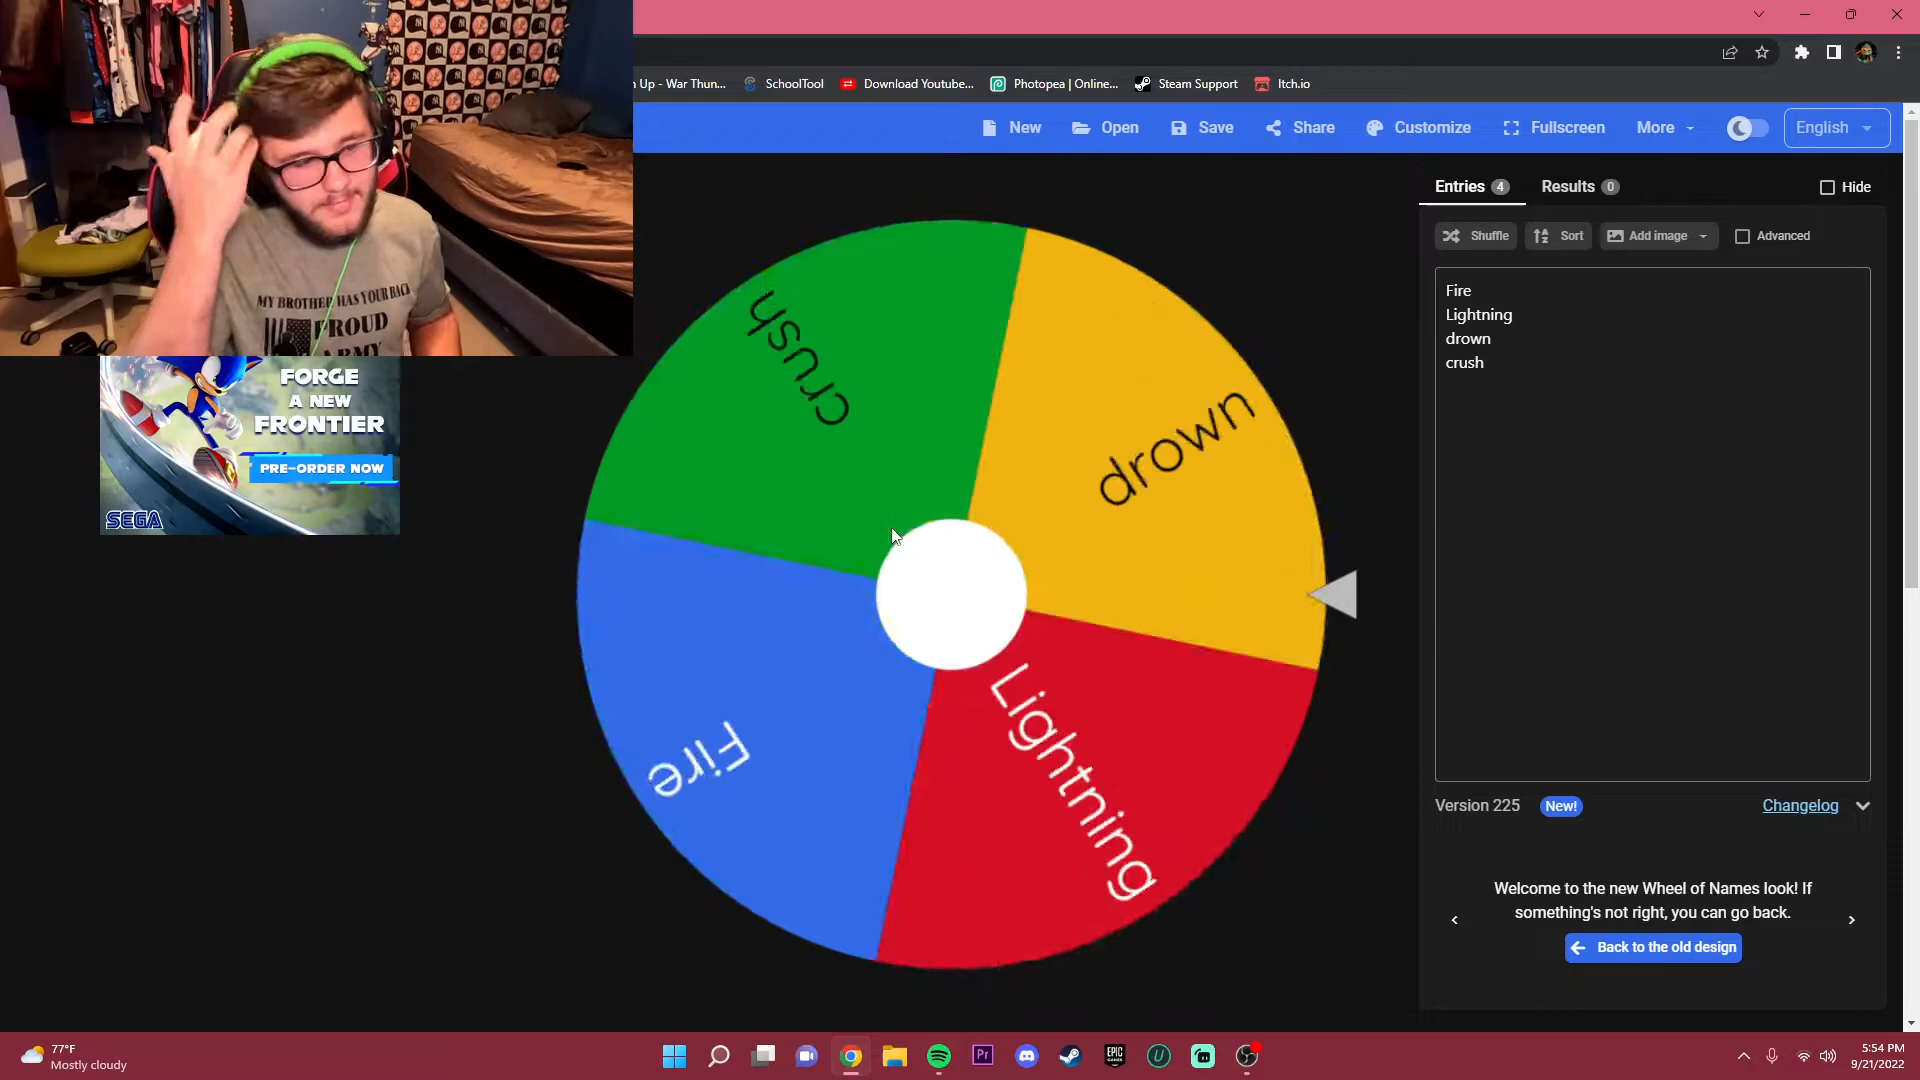 n Up - War Thun...
SchoolTool
Download Youtube...
Photopea | Online...
Steam Support
Itch.io
New
Open
Save
Share
Customize
Fullscreen
More
English
Entries 4
Results 0
Hide
Shuffle
Sort
Add image
Advanced
Fire
Lightning
drown
crush
MY BROTHER HAS YOUR BACK
PROUD
ARMY
FORGE
A NEW
FRONTIER
PRE-ORDER NOW
SEGA
crush
drown
Fire
Lightning
Version 225
New!
Changelog
Welcome to the new Wheel of Names look! If
something's not right, you can go back.
Back to the old design
77°F
Mostly cloudy
Pr
EPIC
GAMES
5:54 PM
9/21/2022